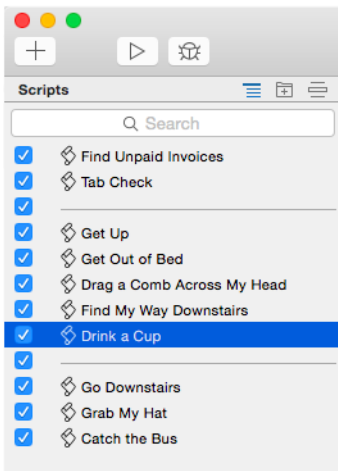 Scripts
Search
Find Unpaid Invoices
Tab Check
Get Up
Get Out of Bed
Drag a Comb Across My Head
Find My Way Downstairs
Drink a Cup
Go Downstairs
Grab My Hat
Catch the Bus